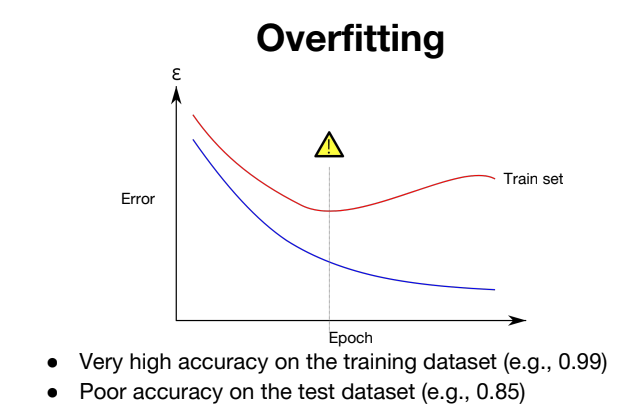 Overfitting
ε
!
Train set
Error
Epoch
● Very high accuracy on the training dataset (e.g., 0.99)
● Poor accuracy on the test dataset (e.g., 0.85)